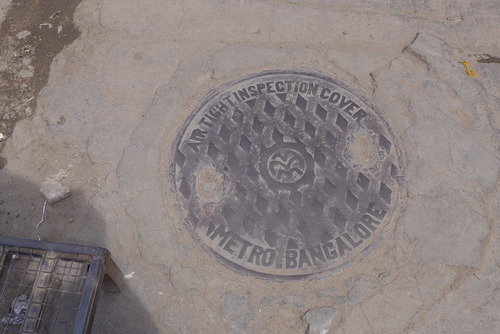 AIR TIGHT INSPECTION COVER
METRO BANGALORE